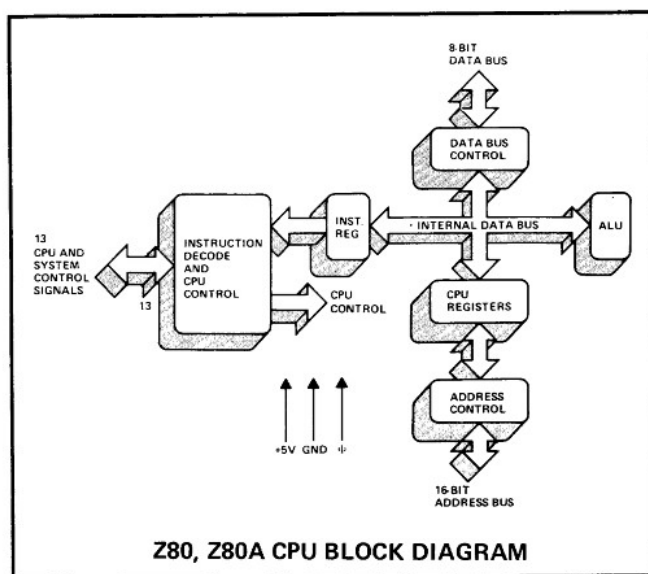 8-BIT
DATA BUS
DATA BUS
CONTROL
INST.
REG
INTERNAL DATA BUS
ALU
13
CPU AND
SYSTEM
CONTROL
SIGNALS
13
INSTRUCTION
DECODE
AND
CPU
CONTROL
CPU
CONTROL
CPU
REGISTERS
ADDRESS
CONTROL
+5V GND ϕ
16-BIT
ADDRESS BUS
Z80, Z80A CPU BLOCK DIAGRAM